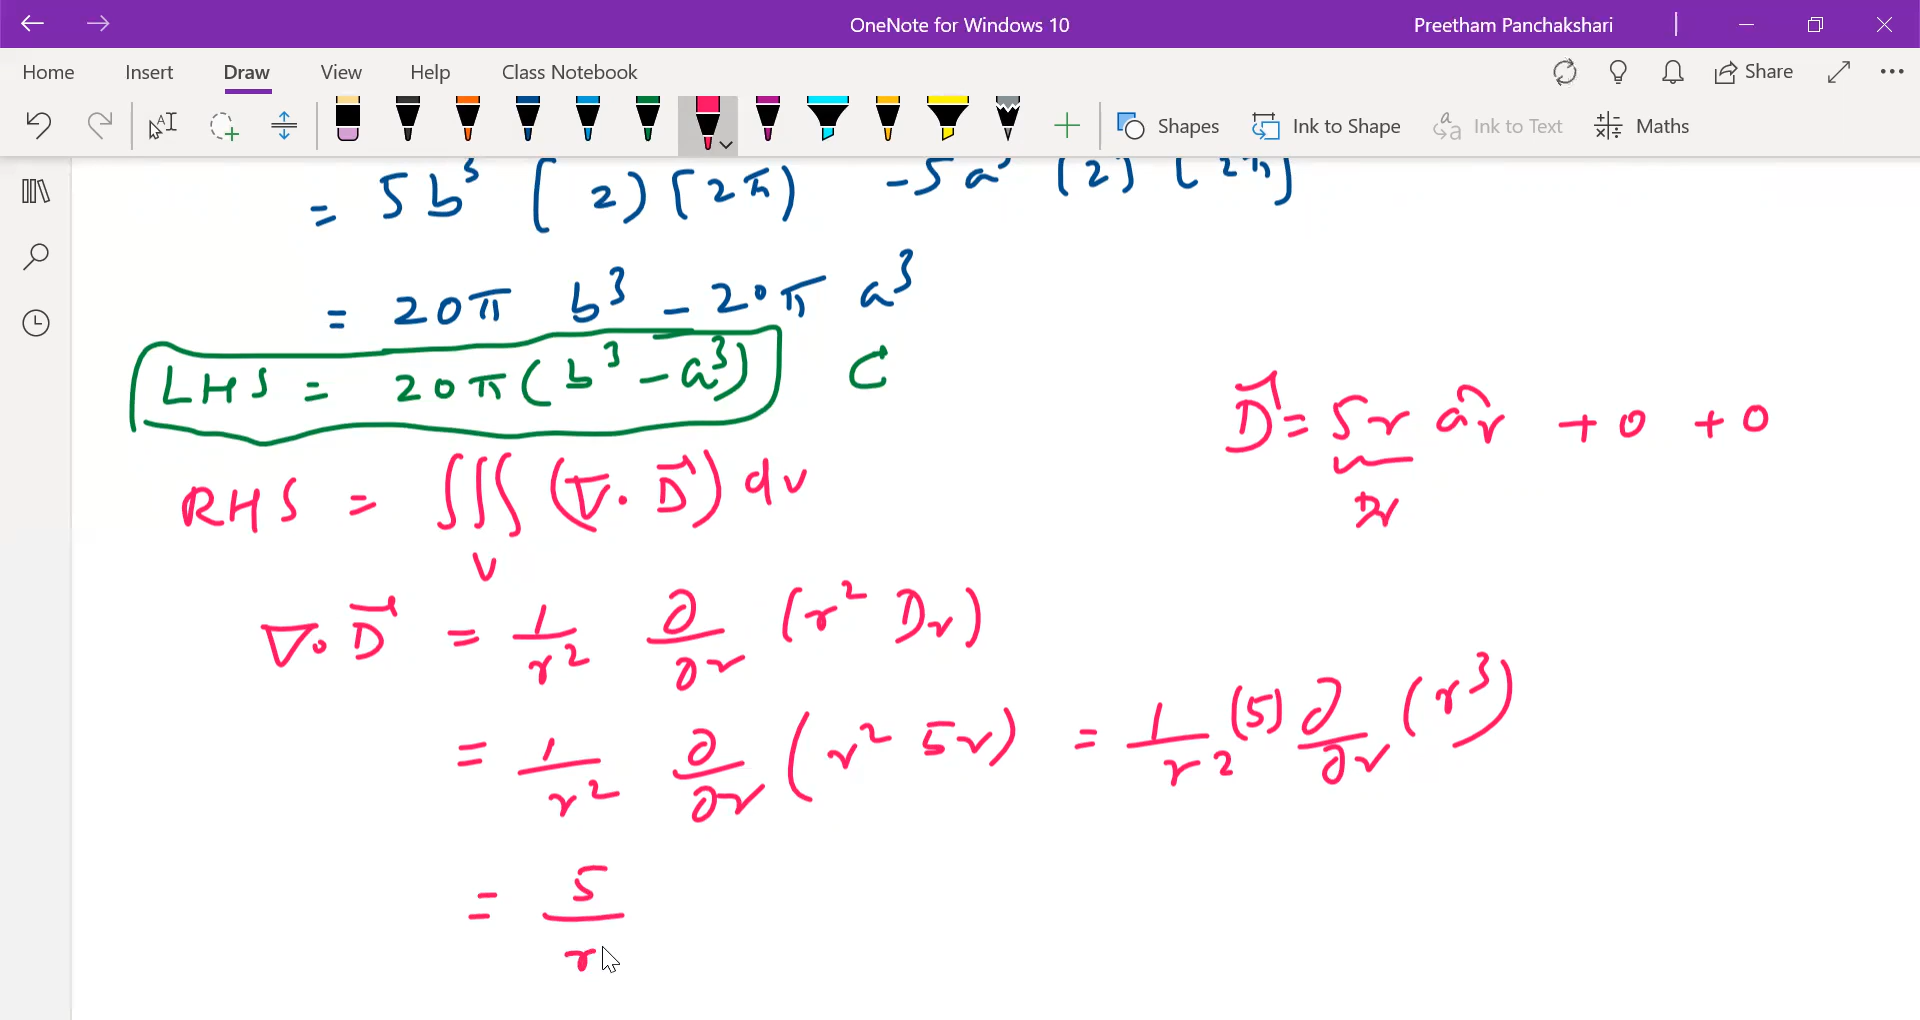 OneNote for Windows 10
Preetham Panchakshari
Home Insert Draw View Help Class Notebook
Share
Shapes Ink to Shape Ink to Text Maths
= 5b³ [2) [2π) -5a³ [2] [2π]
= 20π b³ - 20π a³
LHS = 20π (b³ - a³) C
D⃗ = 5r âr + 0 + 0
Dr
RHS = ∫∫∫ (∇. D⃗) dv
V
∇. D⃗ = 1/r² ∂/∂r (r² Dr)
= 1/r² ∂/∂r (r² 5r) = 1/r² (5) ∂/∂r (r³)
= 5/r